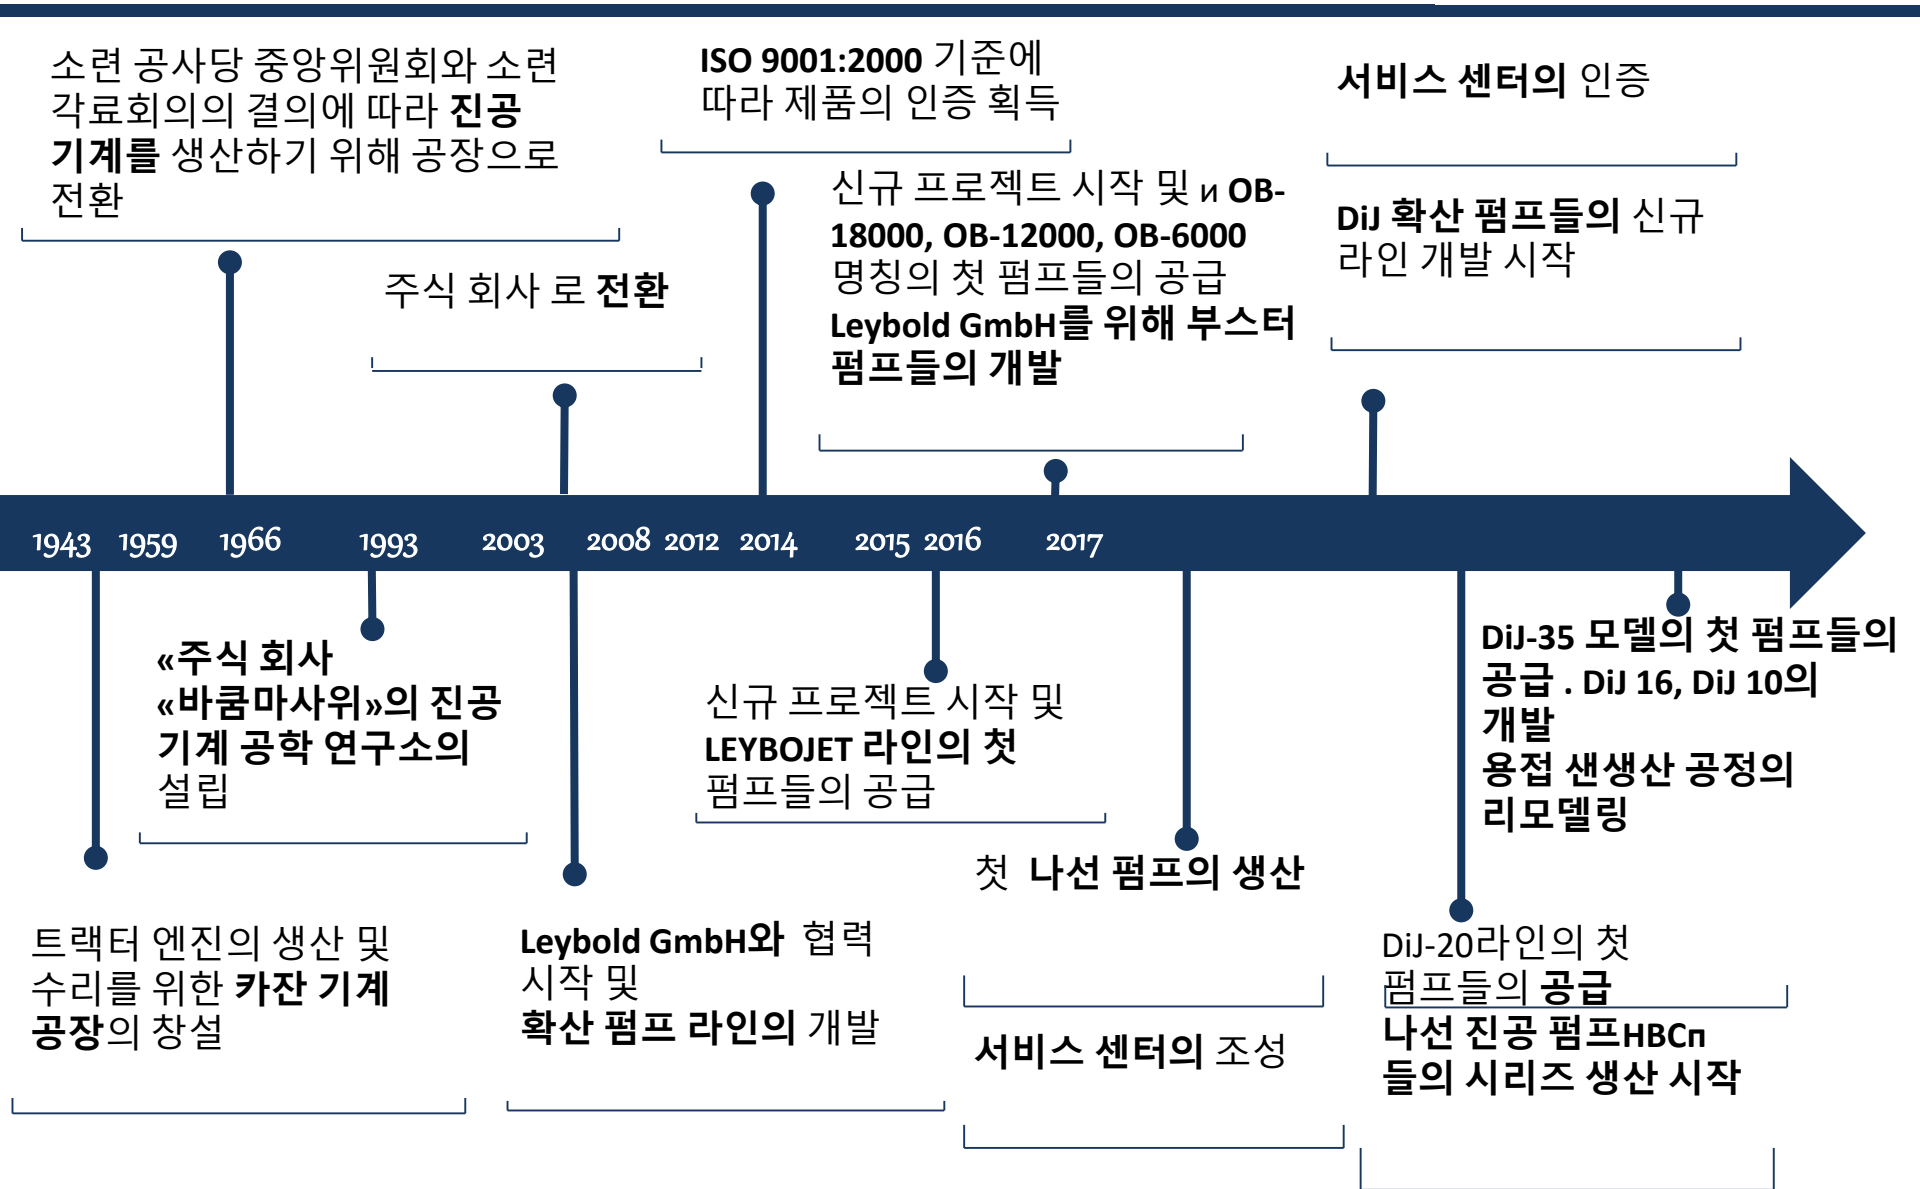 소련 공사당 중앙위원회와 소련
각료회의의 결의에 따라 진공
기계를 생산하기 위해 공장으로
전환
주식 회사 로 전환
ISO 9001:2000 기준에
따라 제품의 인증 획득
신규 프로젝트 시작 및 и OB-
18000, OB-12000, OB-6000
명칭의 첫 펌프들의 공급
Leybold GmbH를 위해 부스터
펌프들의 개발
서비스 센터의 인증
DiJ 확산 펌프들의 신규
라인 개발 시작
1943 1959 1966 1993 2003 2008 2012 2014 2015 2016 2017
«주식 회사
«바쿰마사위»의 진공
기계 공학 연구소의
설립
트랙터 엔진의 생산 및
수리를 위한 카잔 기계
공장의 창설
Leybold GmbH와 협력
시작 및
확산 펌프 라인의 개발
신규 프로젝트 시작 및
LEYBOJET 라인의 첫
펌프들의 공급
첫 나선 펌프의 생산
서비스 센터의 조성
DiJ-35 모델의 첫 펌프들의
공급 . DiJ 16, DiJ 10의
개발
용접 샌생산 공정의
리모델링
DiJ-20라인의 첫
펌프들의 공급
나선 진공 펌프НВСп
들의 시리즈 생산 시작